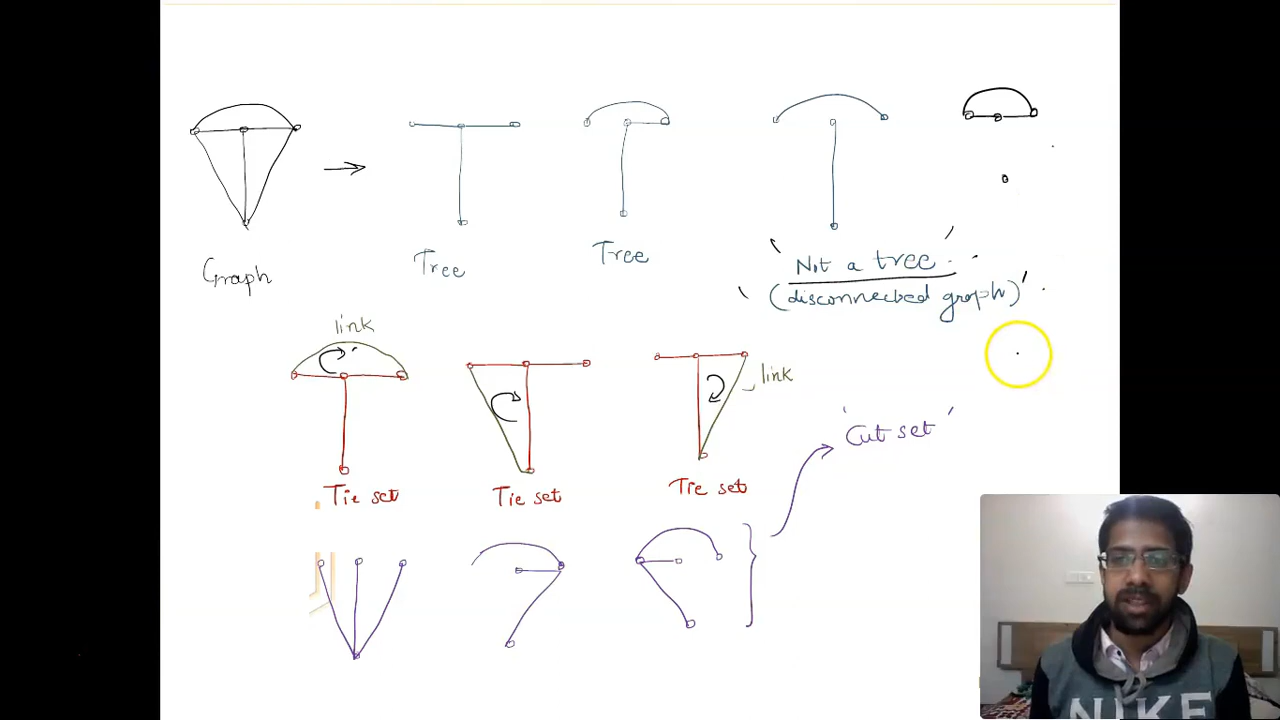 Graph
Tree
Tree
"Not a tree"
(disconnected graph)
link
link
Tie set
Tie set
Tie set
'Cut set'
NIKE